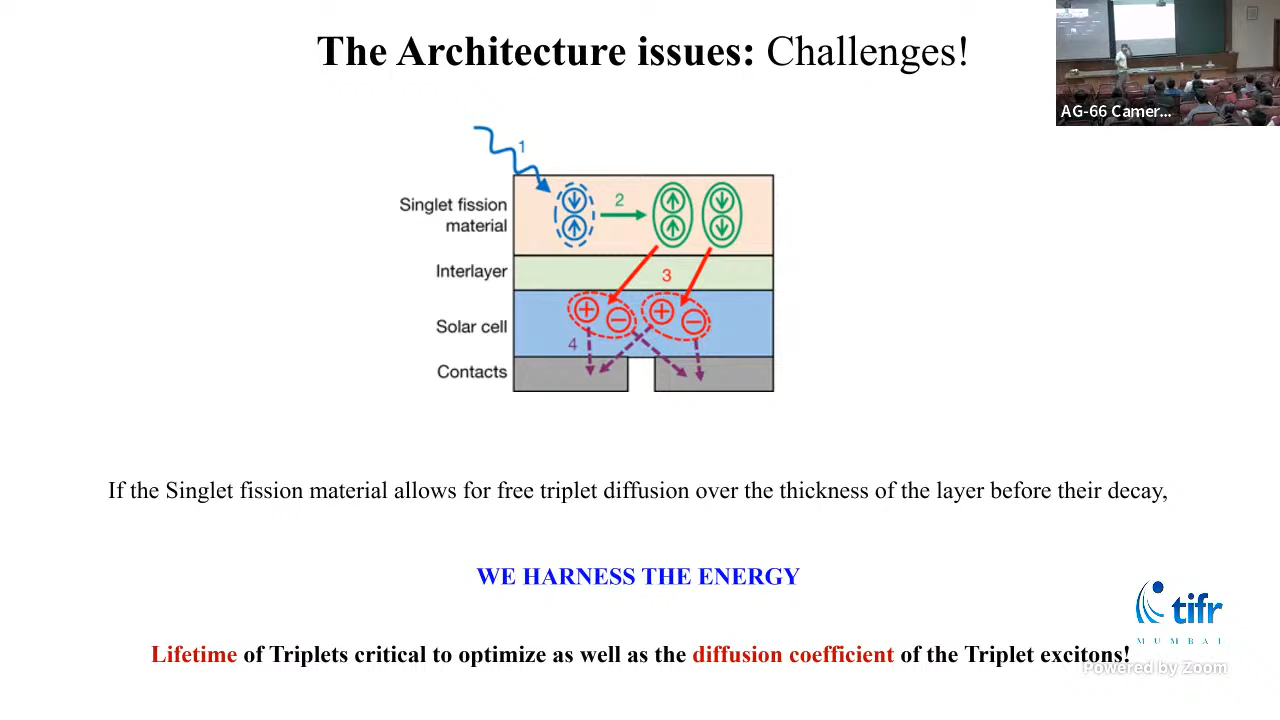 The Architecture issues: Challenges!
AG-66 Camer...
1
Singlet fission
material
2
Interlayer
3
Solar cell
4
Contacts
If the Singlet fission material allows for free triplet diffusion over the thickness of the layer before their decay,
WE HARNESS THE ENERGY
tifr
MUMBAI
Lifetime of Triplets critical to optimize as well as the diffusion coefficient of the Triplet excitons!
Powered by Zoom